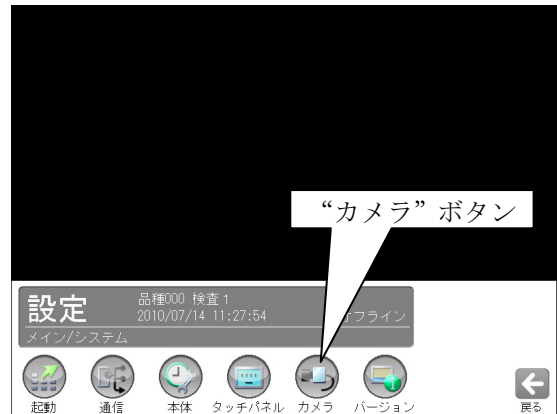 “カメラ”ボタン
設定
品種000 検査1
2010/07/14 11:27:54
フライン
メイン/システム
起動 通信 本体 タッチパネル カメラ バージョン 戻る